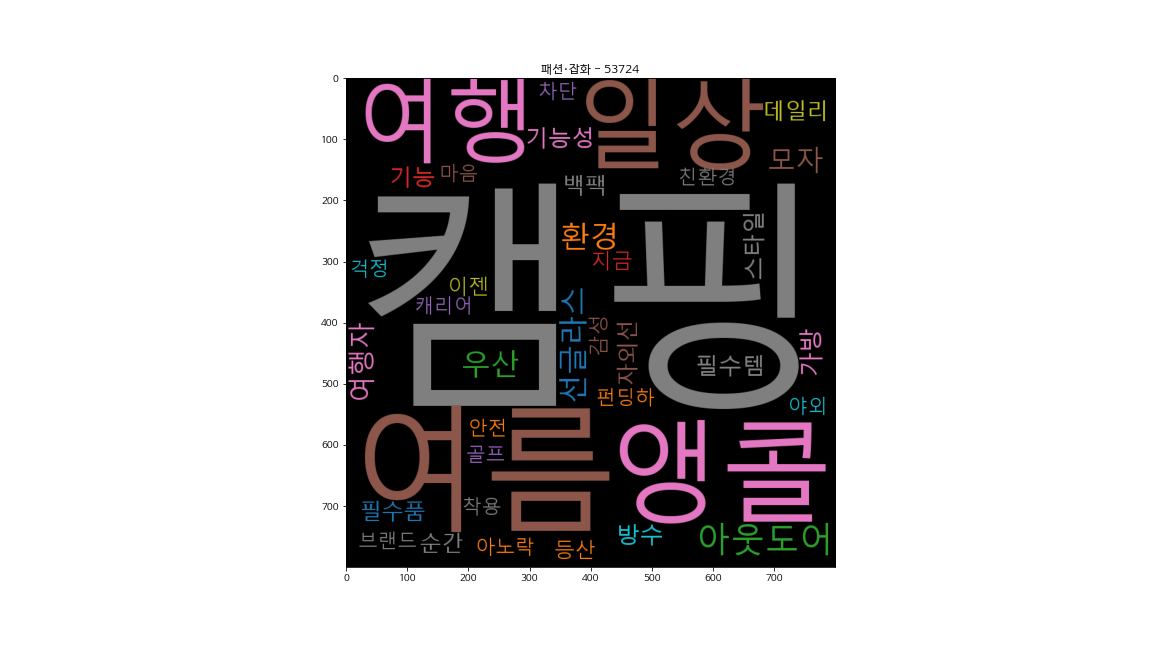 패션·잡화 - 53724
여행
차단
일상
데일리
기능성
모자
기능
마음
백팩
친환경
캠핑
환경
스타일
지금
걱정
이젠
캐리어
여행자
우산
선글라스
감성
자외선
필수템
가방
펀딩하
야외
여름
안전
골프
앵콜
필수품
착용
브랜드
순간
아노락
등산
방수
아웃도어
0
100
200
300
400
500
600
700
0
100
200
300
400
500
600
700